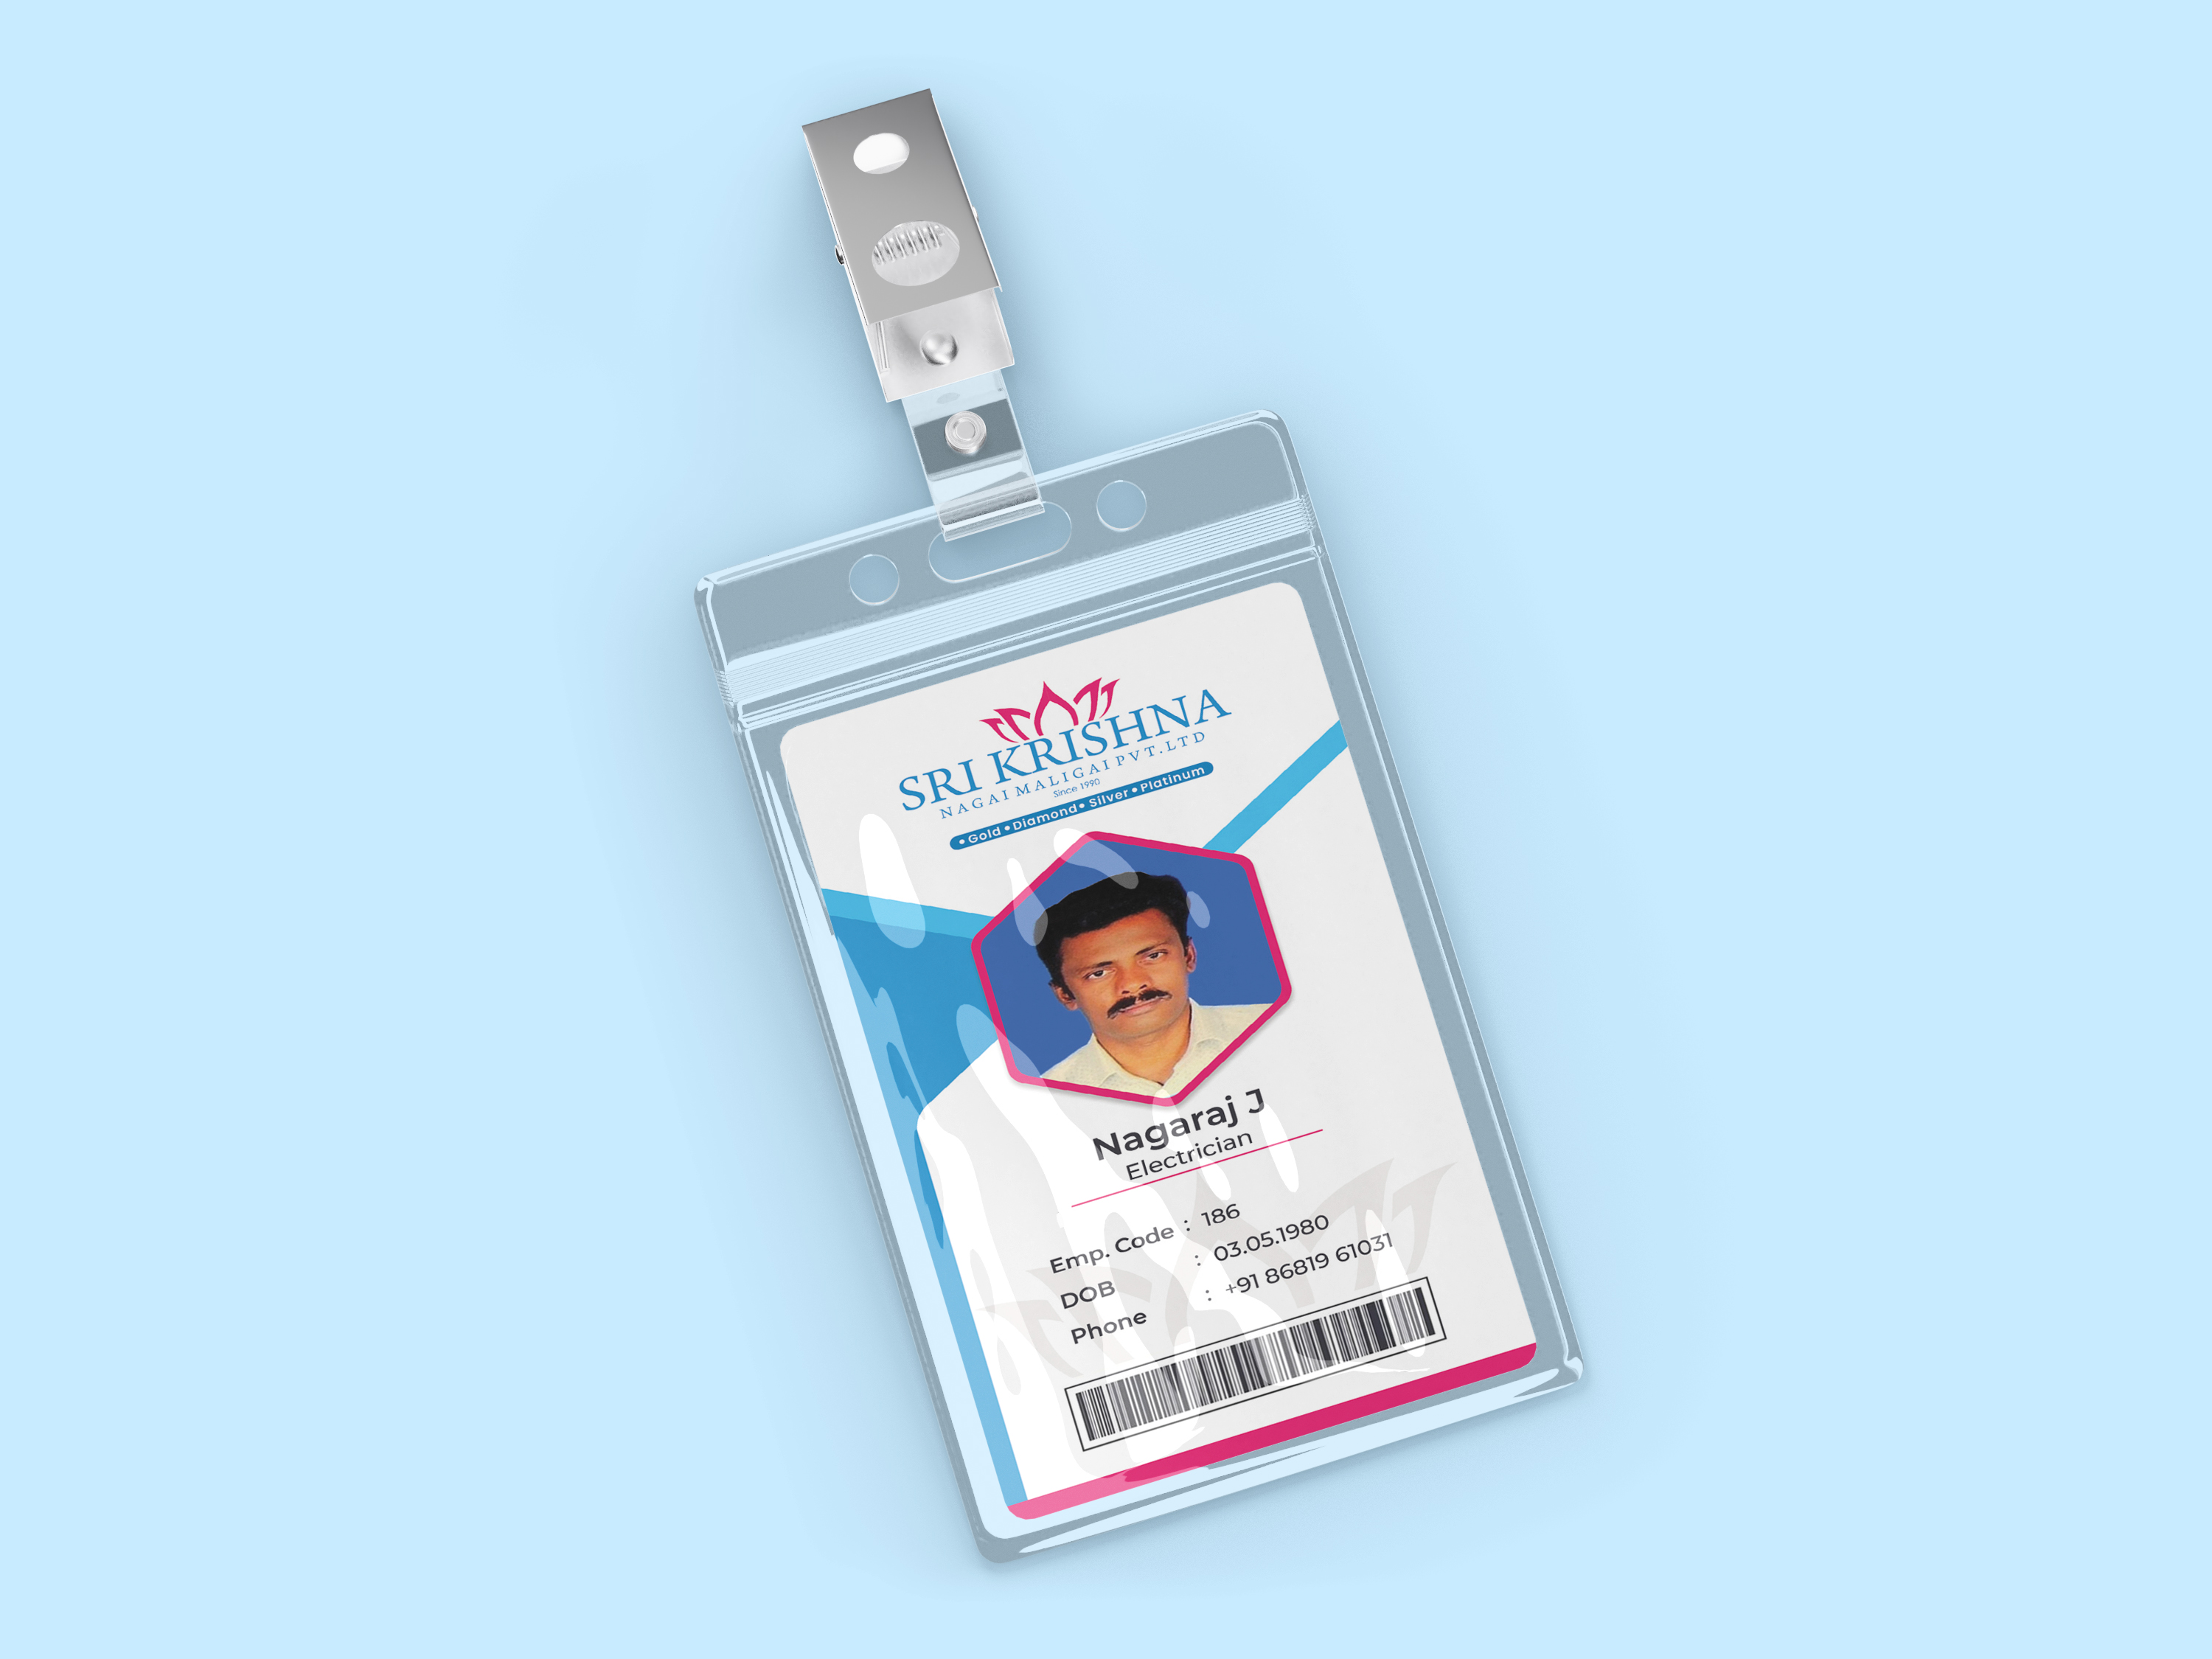 SRI KRISHNA
NAGAI MALIGAI PVT.LTD
Since 1990
• Gold • Diamond • Silver • Platinum
Nagaraj J
Electrician
Emp. Code : 186
DOB : 03.05.1980
Phone : +91 86819 61031